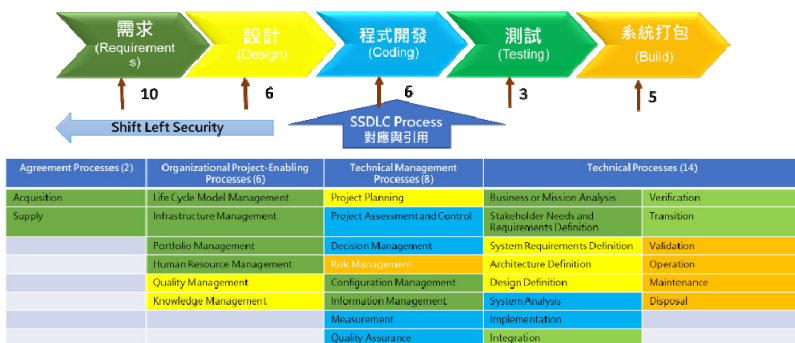 需求
(Requirement
s)
設計
(Design)
程式開發
(Coding)
測試
(Testing)
系統打包
(Build)
10
6
6
3
5
Shift Left Security
SSDLC Process
對應與引用
Agreement Processes (2)
Organizational Project-Enabling
Processes (6)
Technical Management
Processes (8)
Technical Processes (14)
Acquisition
Life Cycle Model Management
Project Planning
Business or Mission Analysis
Verification
Supply
Infrastructure Management
Project Assessment and Control
Stakeholder Needs and
Requirements Definition
Transition
Portfolio Management
Decision Management
System Requirements Definition
Validation
Human Resource Management
Risk Management
Architecture Definition
Operation
Quality Management
Configuration Management
Design Definition
Maintenance
Knowledge Management
Information Management
System Analysis
Disposal
Measurement
Implementation
Quality Assurance
Integration